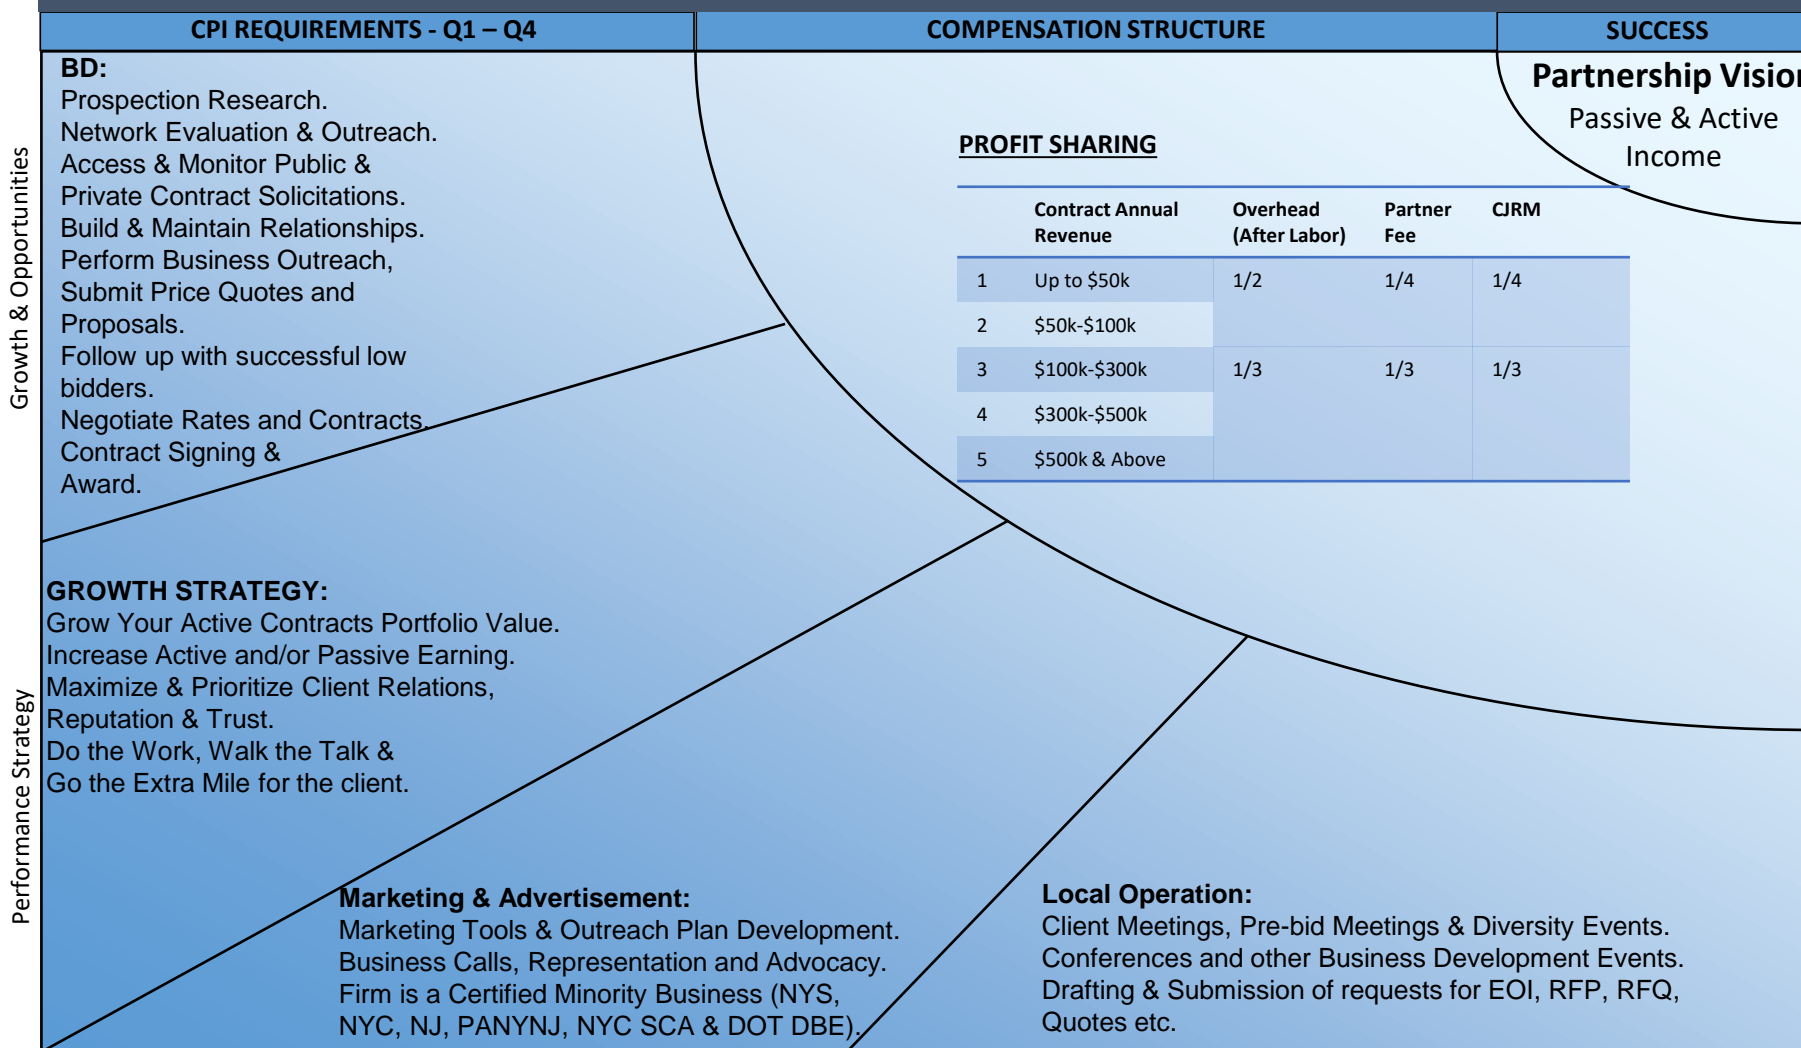 CPI REQUIREMENTS - Q1 – Q4
COMPENSATION STRUCTURE
SUCCESS
Growth & Opportunities
Performance Strategy
BD:
Prospection Research.
Network Evaluation & Outreach.
Access & Monitor Public &
Private Contract Solicitations.
Build & Maintain Relationships.
Perform Business Outreach,
Submit Price Quotes and
Proposals.
Follow up with successful low
bidders.
Negotiate Rates and Contracts.
Contract Signing &
Award.
GROWTH STRATEGY:
Grow Your Active Contracts Portfolio Value.
Increase Active and/or Passive Earning.
Maximize & Prioritize Client Relations,
Reputation & Trust.
Do the Work, Walk the Talk &
Go the Extra Mile for the client.
Marketing & Advertisement:
Marketing Tools & Outreach Plan Development.
Business Calls, Representation and Advocacy.
Firm is a Certified Minority Business (NYS,
NYC, NJ, PANYNJ, NYC SCA & DOT DBE).
Local Operation:
Client Meetings, Pre-bid Meetings & Diversity Events.
Conferences and other Business Development Events.
Drafting & Submission of requests for EOI, RFP, RFQ,
Quotes etc.
PROFIT SHARING
Contract Annual Revenue Overhead (After Labor) Partner Fee CJRM
1 Up to $50k 1/2 1/4 1/4
2 $50k-$100k
3 $100k-$300k 1/3 1/3 1/3
4 $300k-$500k
5 $500k & Above
Partnership Vision
Passive & Active
Income